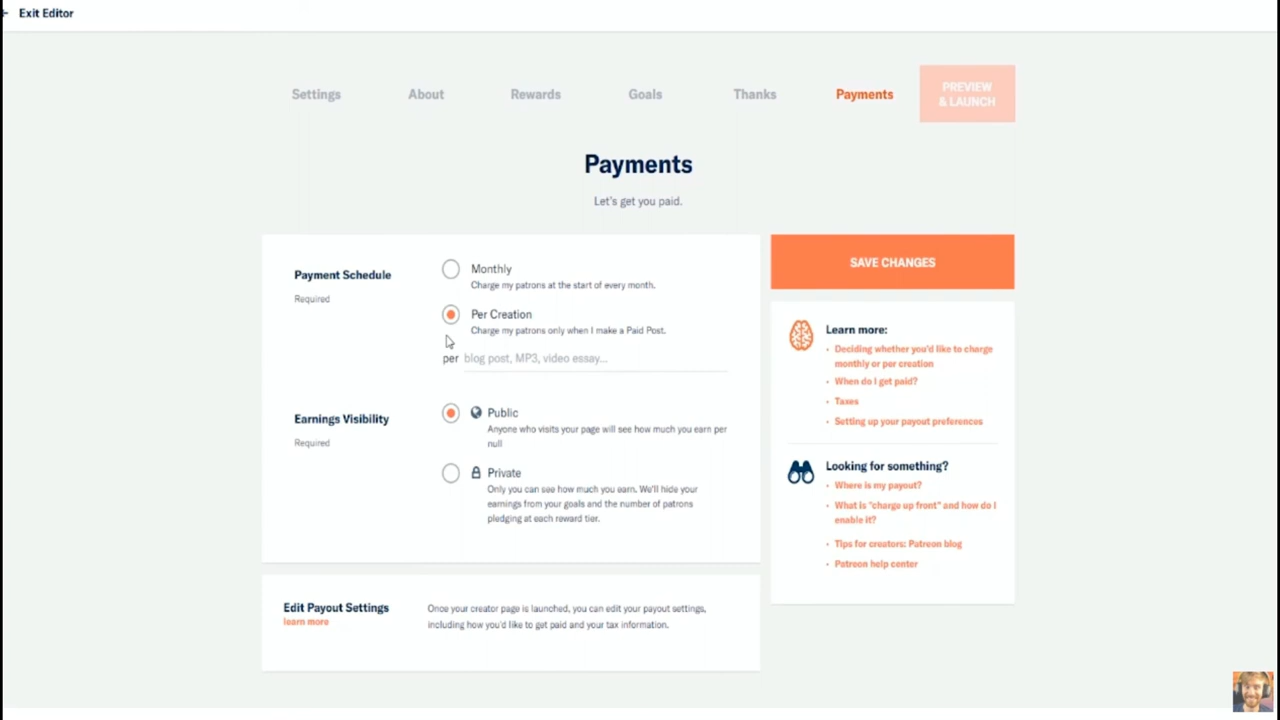 Exit Editor
Settings
About
Rewards
Goals
Thanks
Payments
PREVIEW
& LAUNCH
Payments
Let's get you paid.
Payment Schedule
Required
Monthly
Charge my patrons at the start of every month.
Per Creation
Charge my patrons only when I make a Paid Post.
per blog post, MP3, video essay...
Earnings Visibility
Required
Public
Anyone who visits your page will see how much you earn per
null
Private
Only you can see how much you earn. We'll hide your
earnings from your goals and the number of patrons
pledging at each reward tier.
Edit Payout Settings
learn more
Once your creator page is launched, you can edit your payout settings,
including how you'd like to get paid and your tax information.
SAVE CHANGES
Learn more:
Deciding whether you'd like to charge
monthly or per creation
When do I get paid?
Taxes
Setting up your payout preferences
Looking for something?
Where is my payout?
What is "charge up front" and how do I
enable it?
Tips for creators: Patreon blog
Patreon help center